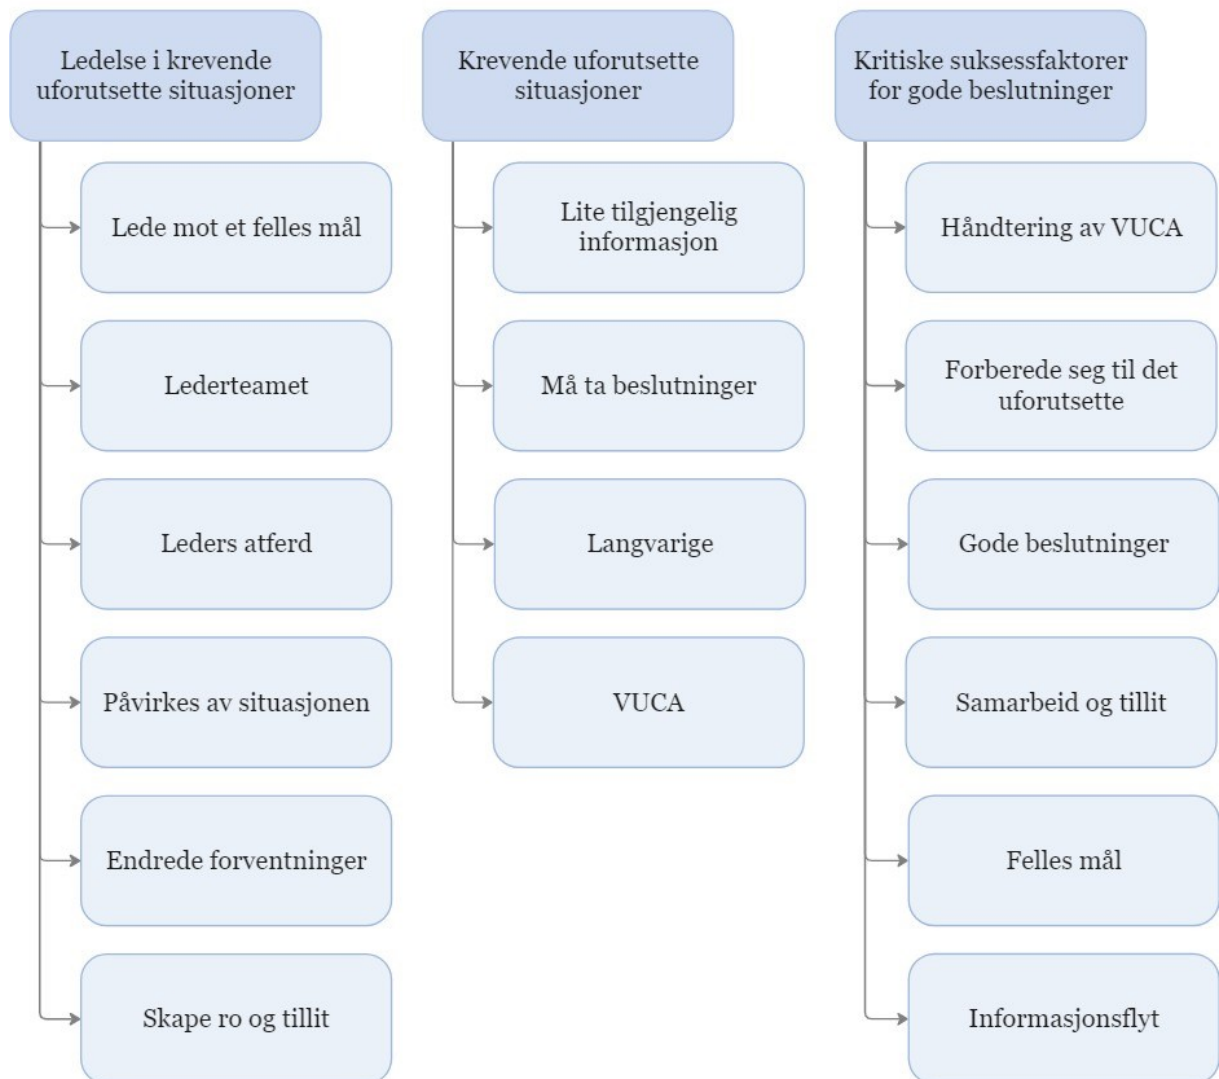 Ledelse i krevende
uforutsette situasjoner
Lede mot et felles mål
Lederteamet
Leders atferd
Påvirkes av situasjonen
Endrede forventninger
Skape ro og tillit
Krevende uforutsette
situasjoner
Lite tilgjengelig
informasjon
Må ta beslutninger
Langvarige
VUCA
Kritiske suksessfaktorer
for gode beslutninger
Håndtering av VUCA
Forberede seg til det
uforutsette
Gode beslutninger
Samarbeid og tillit
Felles mål
Informasjonsflyt